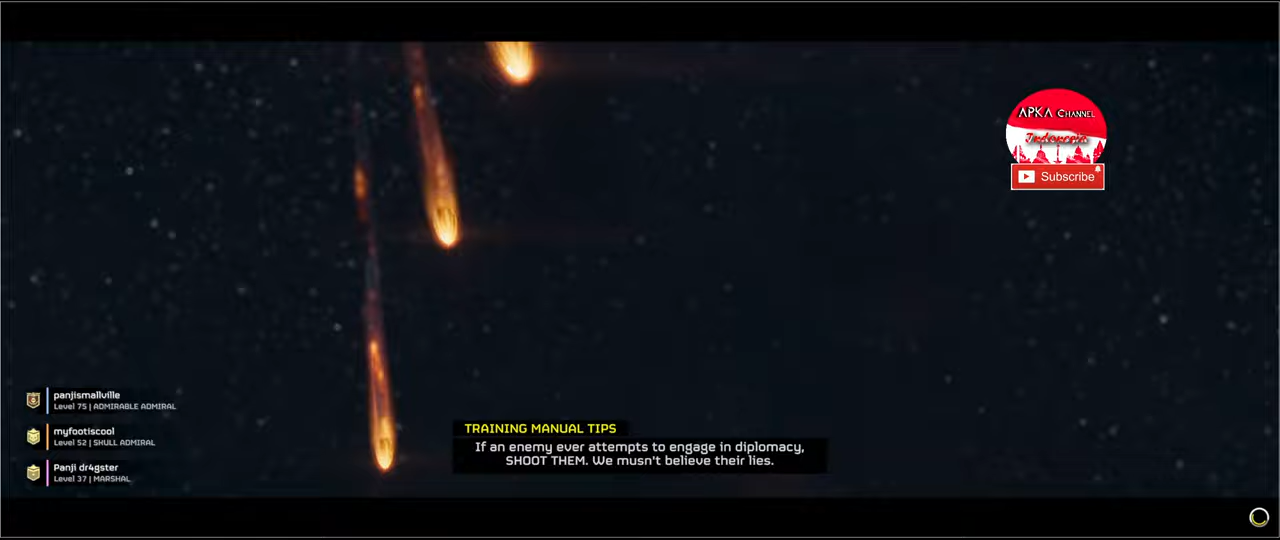 APKA CHANNEL
Indonesia
Subscribe
panjismallville
Level 75 | ADMIRABLE ADMIRAL
myfootiscool
Level 52 | SKULL ADMIRAL
Panji dr4gster
Level 37 | MARSHAL
TRAINING MANUAL TIPS
If an enemy ever attempts to engage in diplomacy,
SHOOT THEM. We musn't believe their lies.